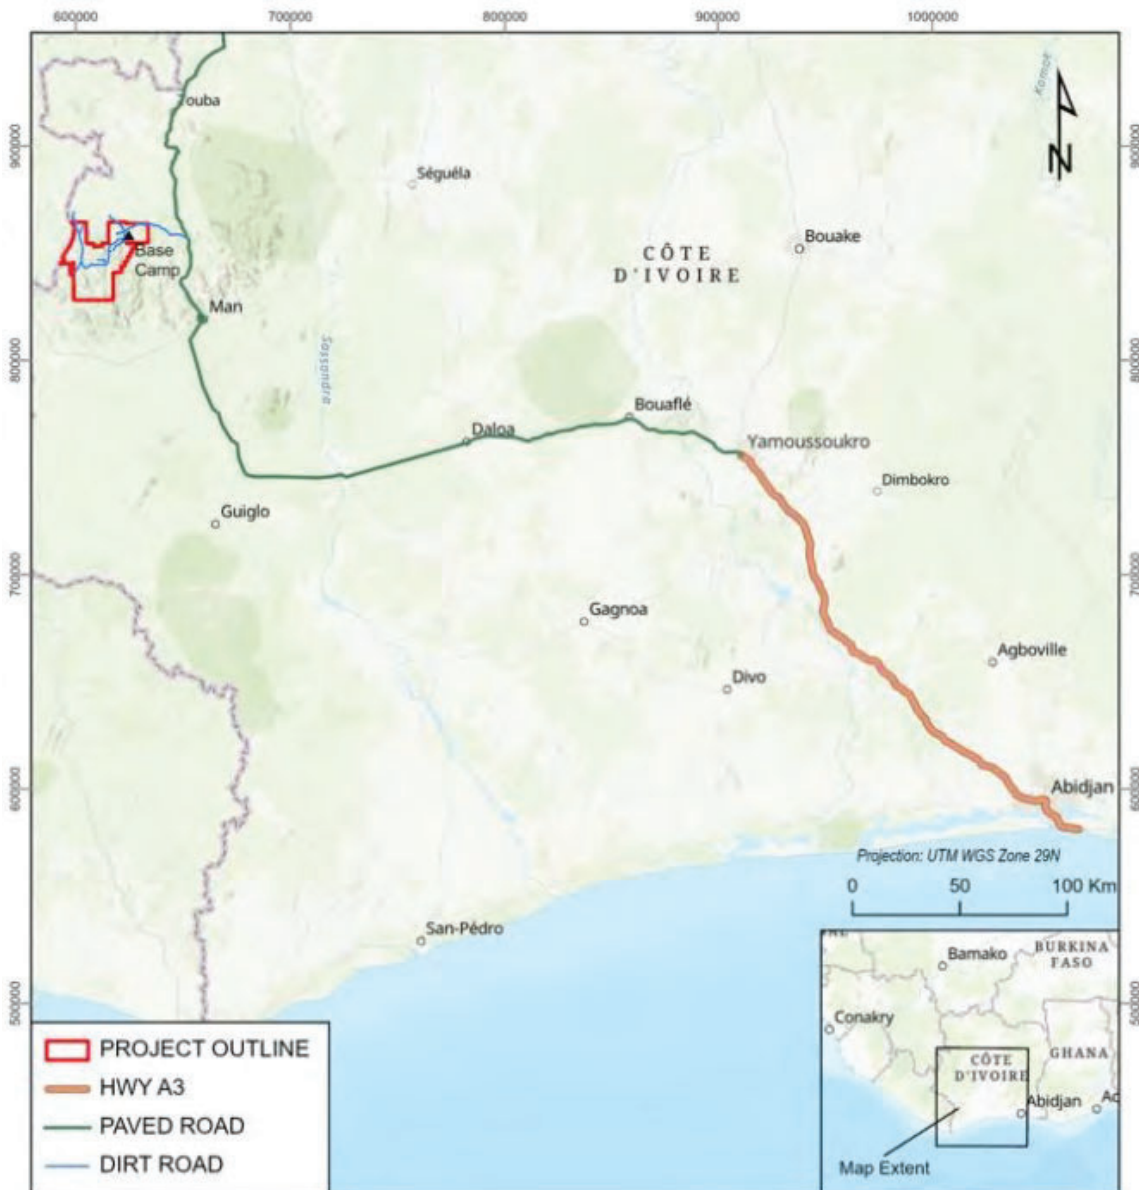 600000 700000 800000 900000 1000000
Komoé
ouba
900000 900000
Séguéla
N
Bouake
CÔTE
D'IVOIRE
Base
Camp
Man
800000 800000
Sassandra
Bouaflé
Daloa
Yamoussoukro
Dimbokro
Guiglo
700000 700000
Gagnoa
Agboville
Divo
600000 600000
Abidjan
Projection: UTM WGS Zone 29N
0 50 100 Km
San-Pédro
500000 500000
Bamako
BURKINA
FASO
Conakry
GHANA
CÔTE
D'IVOIRE
Abidjan
Ac
Map Extent
PROJECT OUTLINE
HWY A3
PAVED ROAD
DIRT ROAD